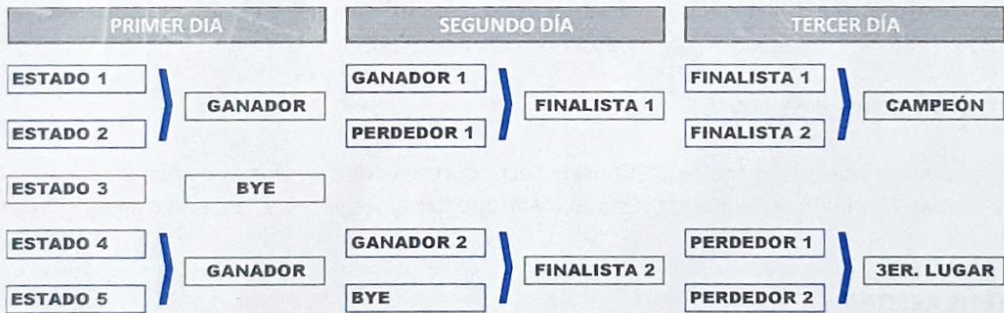 PRIMER DIA
SEGUNDO DÍA
TERCER DÍA
ESTADO 1
ESTADO 2
GANADOR
ESTADO 3
BYE
ESTADO 4
ESTADO 5
GANADOR
GANADOR 1
PERDEDOR 1
FINALISTA 1
GANADOR 2
BYE
FINALISTA 2
FINALISTA 1
FINALISTA 2
CAMPEÓN
PERDEDOR 1
PERDEDOR 2
3ER. LUGAR